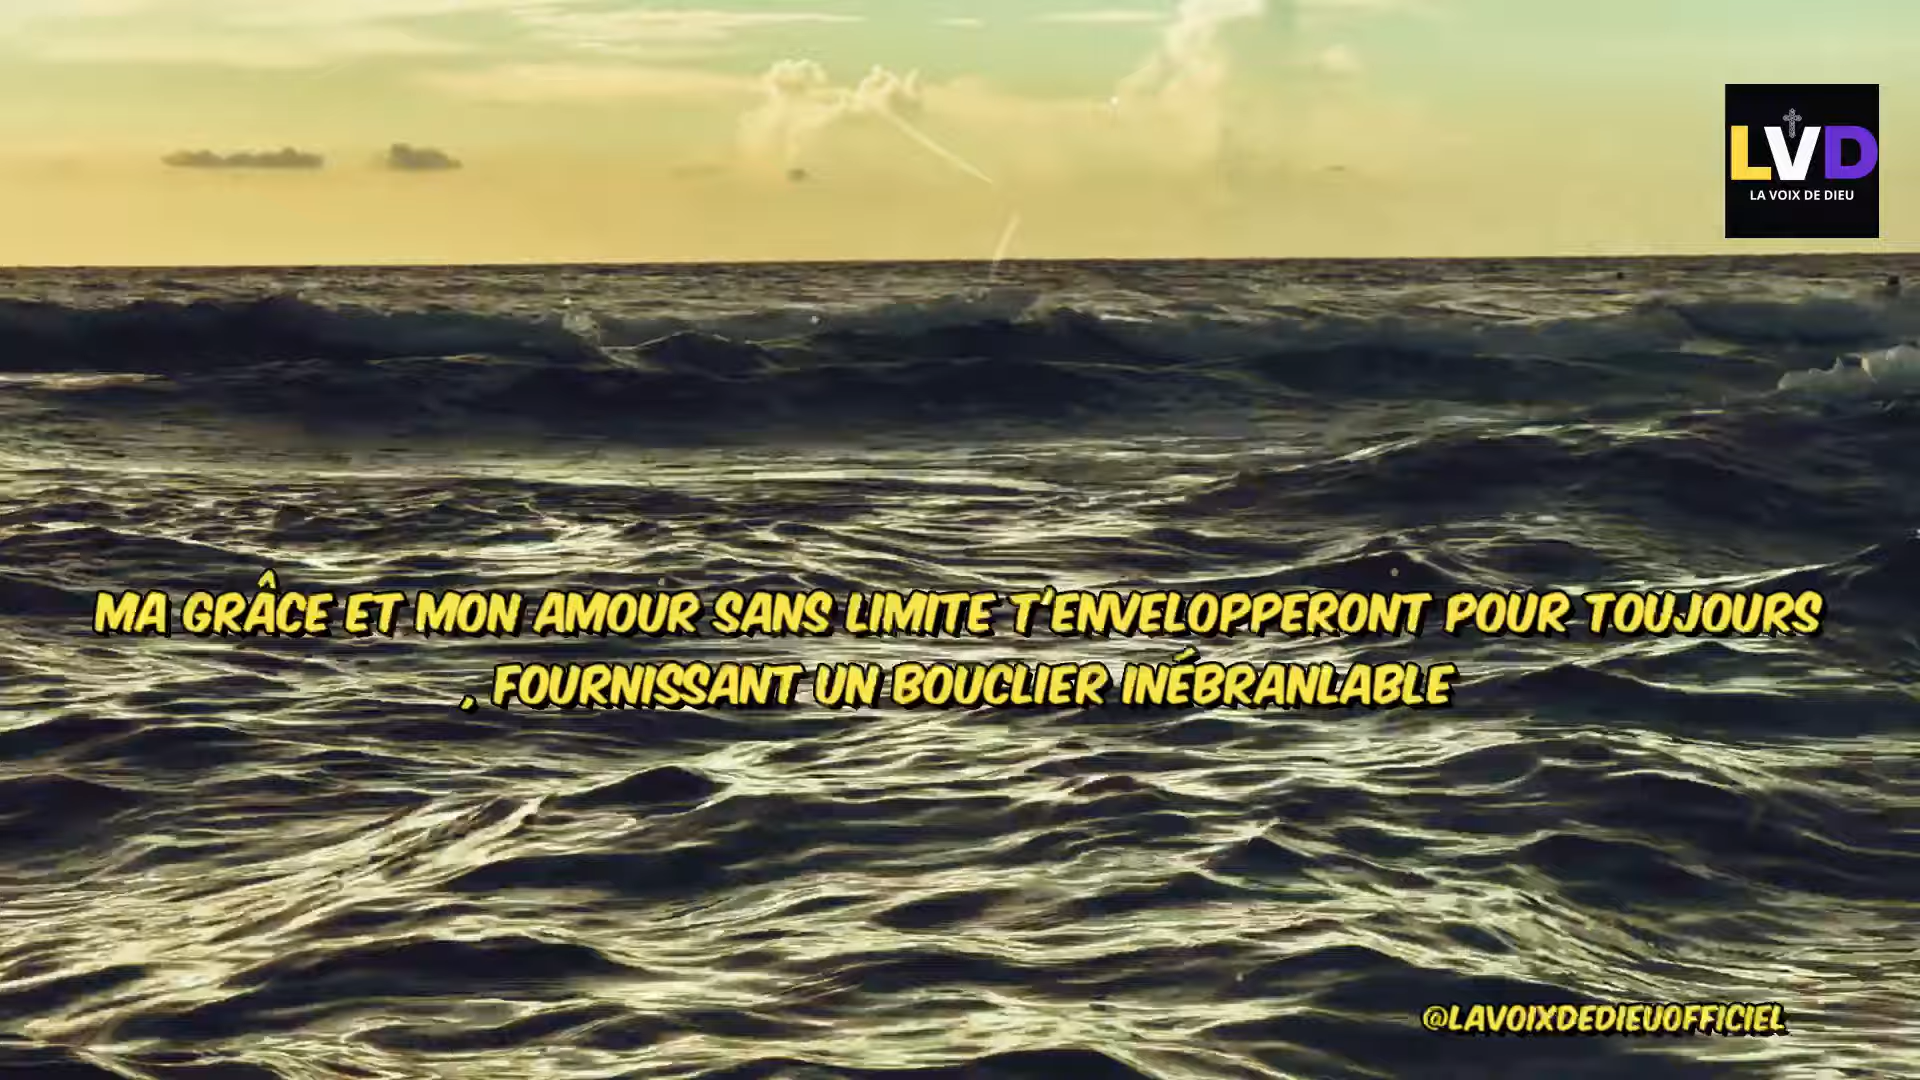 LVD
LA VOIX DE DIEU
MA GRÂCE ET MON AMOUR SANS LIMITE T'ENVELOPPERONT POUR TOUJOURS
, FOURNISSANT UN BOUCLIER INÉBRANLABLE
@LAVOIXDEDIEUOFFICIEL